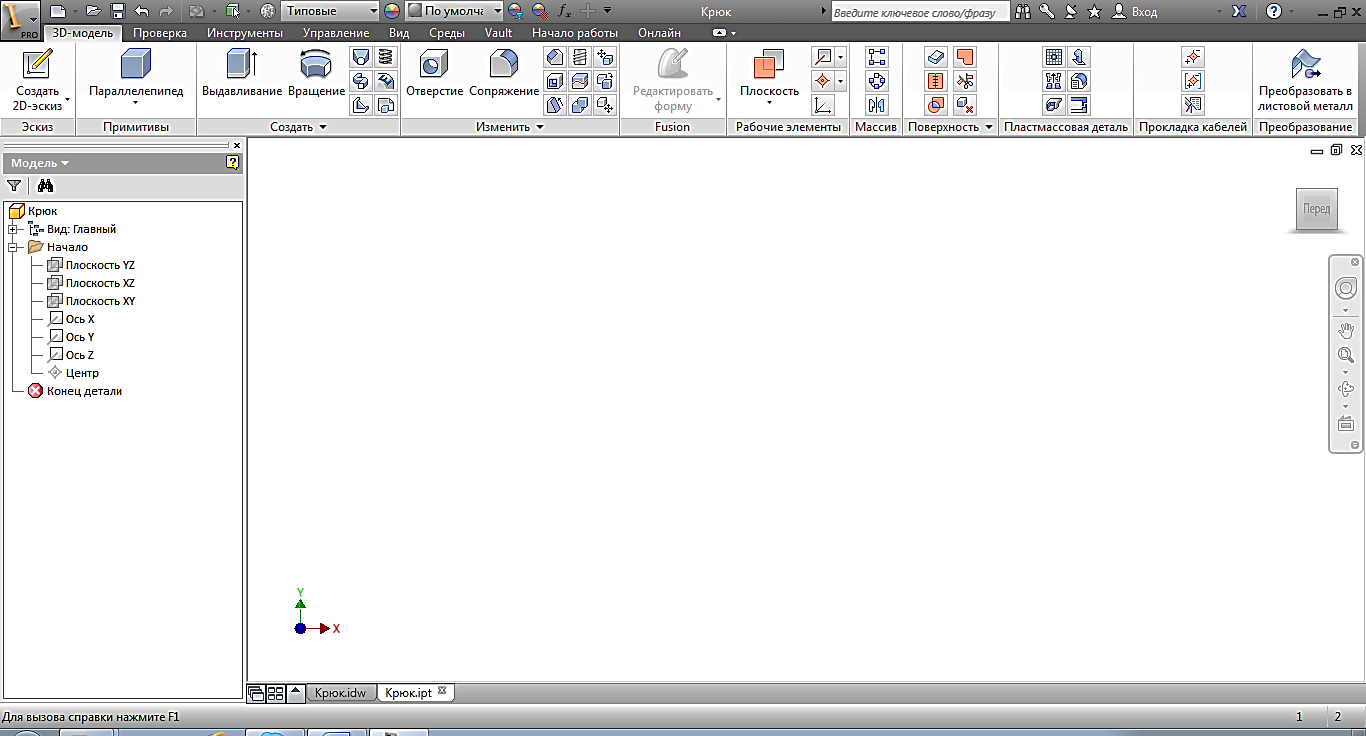 PRO
Типовые
По умолча
fx
Крюк
Введите ключевое слово/фразу
Вход
3D-модель Проверка Инструменты Управление Вид Среды Vault Начало работы Онлайн
Создать
2D-эскиз
Параллелепипед
Выдавливание
Вращение
Отверстие
Сопряжение
Редактировать
форму
Плоскость
Преобразовать в
листовой металл
Эскиз Примитивы Создать Изменить Fusion Рабочие элементы Массив Поверхность Пластмассовая деталь Прокладка кабелей Преобразование
Модель
Крюк
Вид: Главный
Начало
Плоскость YZ
Плоскость XZ
Плоскость XY
Ось X
Ось Y
Ось Z
Центр
Конец детали
Перед
Y
X
Крюк.idw
Крюк.ipt
Для вызова справки нажмите F1
1 2